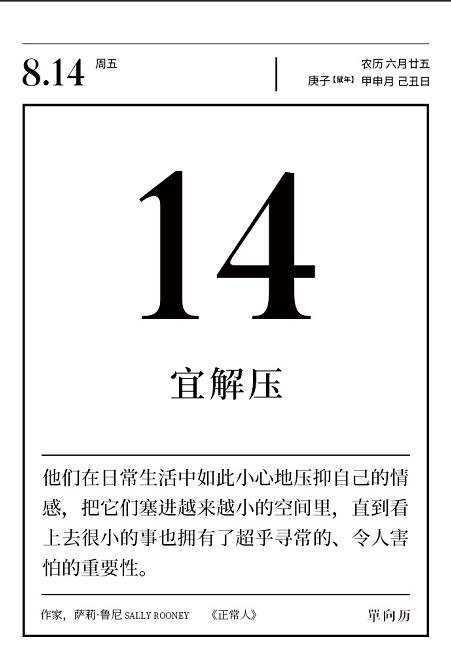 8.14 周五
农历 六月廿五
庚子【鼠年】 甲申月 己丑日
14
宜解压
他们在日常生活中如此小心地压抑自己的情
感，把它们塞进越来越小的空间里，直到看
上去很小的事也拥有了超乎寻常的、令人害
怕的重要性。
作家，萨莉·鲁尼 SALLY ROONEY 《正常人》
單向历